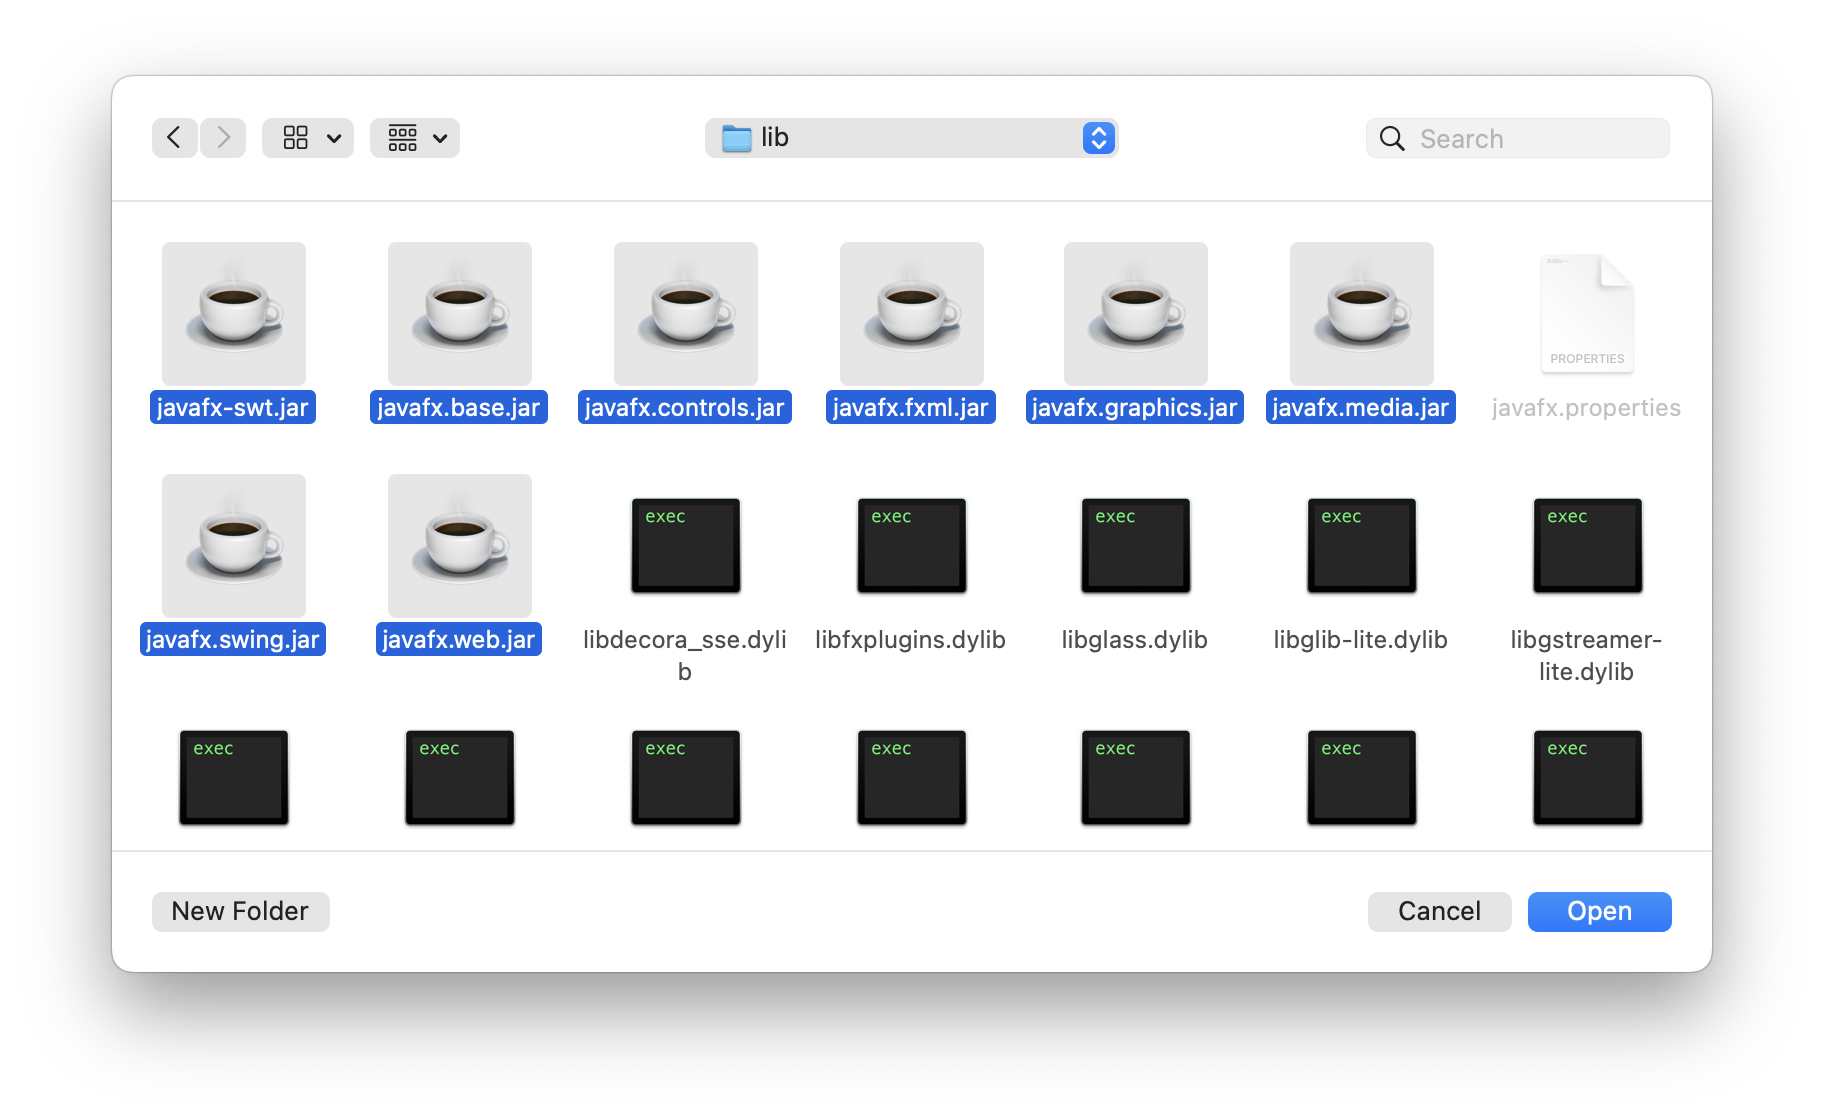 lib
Search
PROPERTIES
javafx-swt.jar
javafx.base.jar
javafx.controls.jar
javafx.fxml.jar
javafx.graphics.jar
javafx.media.jar
javafx.properties
exec
exec
exec
exec
exec
javafx.swing.jar
javafx.web.jar
libdecora_sse.dyli
b
libfxplugins.dylib
libglass.dylib
libglib-lite.dylib
libgstreamer-
lite.dylib
exec
exec
exec
exec
exec
exec
exec
New Folder
Cancel
Open